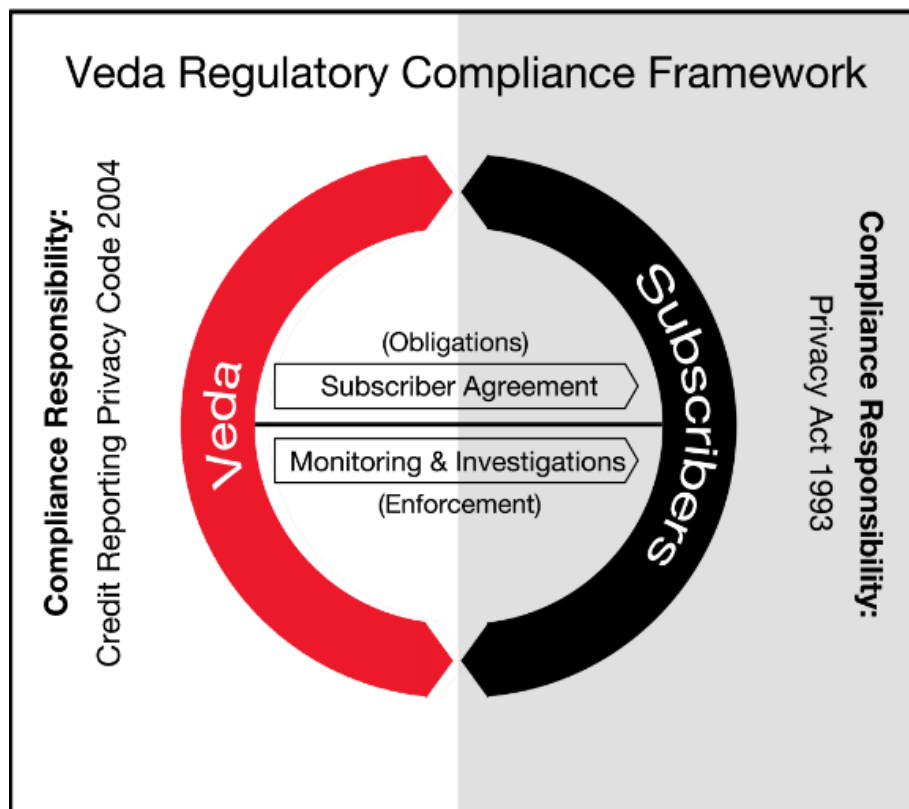 Veda Regulatory Compliance Framework
Compliance Responsibility:
Credit Reporting Privacy Code 2004
Veda
(Obligations)
Subscriber Agreement
Monitoring & Investigations
(Enforcement)
Subscribers
Compliance Responsibility:
Privacy Act 1993